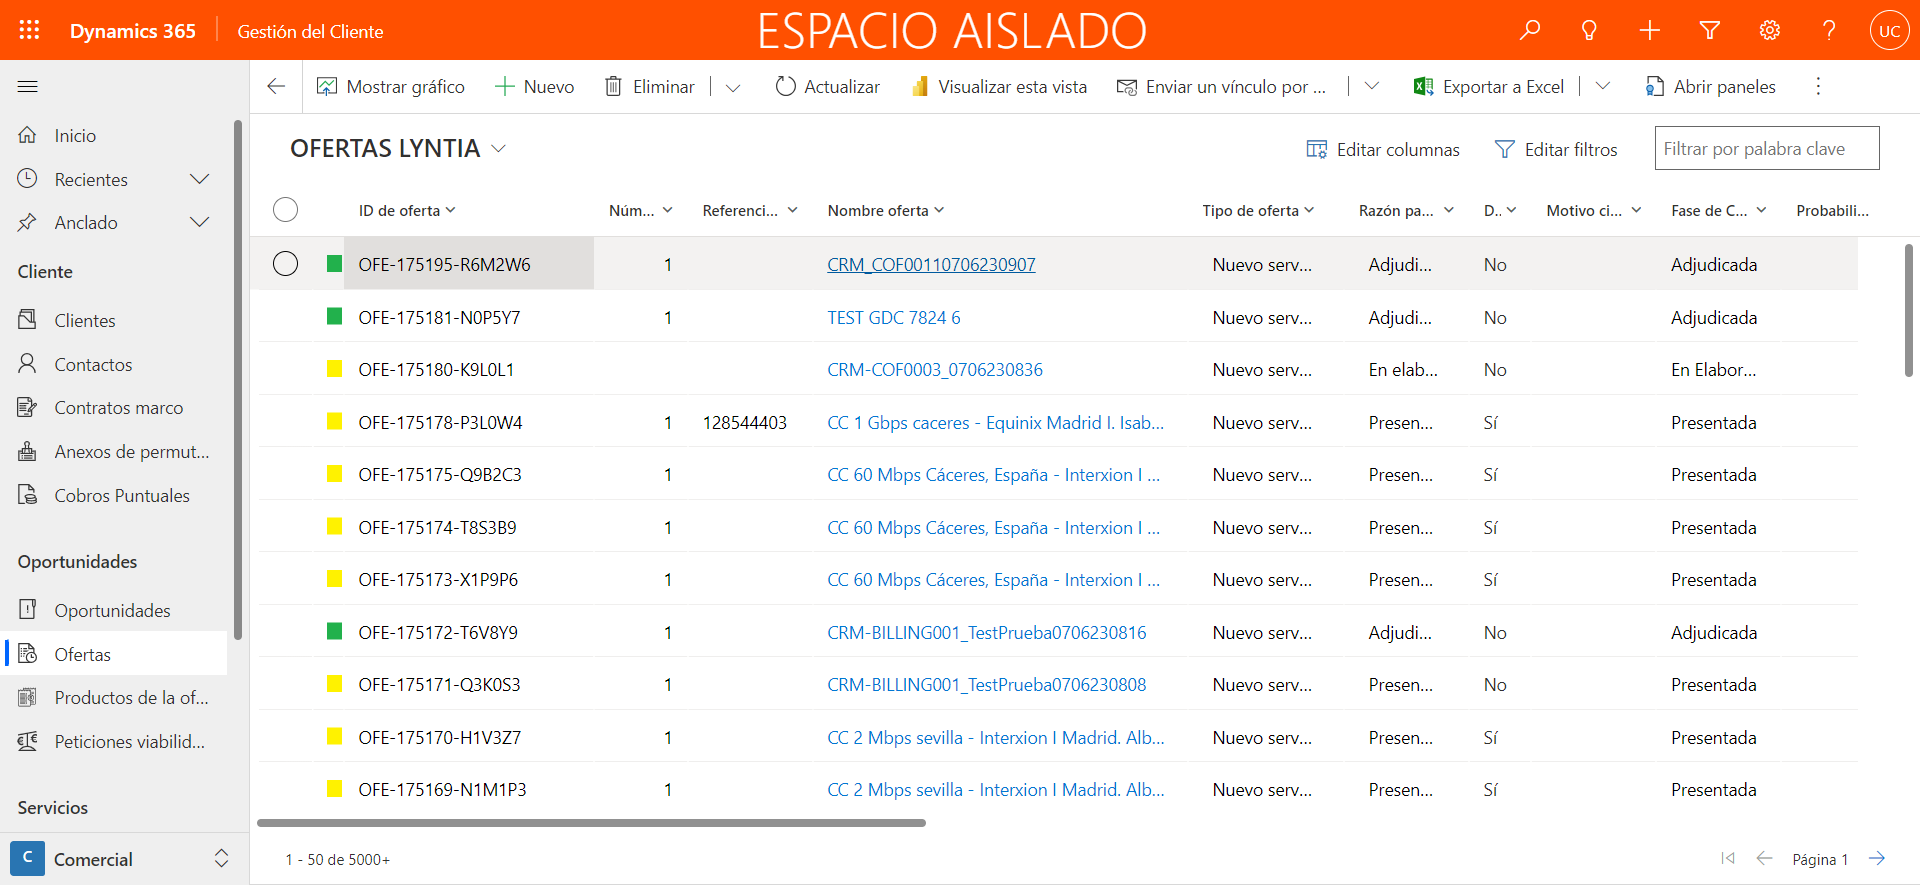 Dynamics 365 Gestión del Cliente ESPACIO AISLADO UC
Mostrar gráfico Nuevo Eliminar Actualizar Visualizar esta vista Enviar un vínculo por ... Exportar a Excel Abrir paneles
Inicio
Recientes
Anclado
Cliente
Clientes
Contactos
Contratos marco
Anexos de permut...
Cobros Puntuales
Oportunidades
Oportunidades
Ofertas
Productos de la of...
Peticiones viabilid...
Servicios
C Comercial
OFERTAS LYNTIA Editar columnas Editar filtros Filtrar por palabra clave
ID de oferta Núm... Referenci... Nombre oferta Tipo de oferta Razón pa... D.. Motivo ci... Fase de C... Probabili...
OFE-175195-R6M2W6 1 CRM_COF00110706230907 Nuevo serv... Adjudi... No Adjudicada
OFE-175181-N0P5Y7 1 TEST GDC 7824 6 Nuevo serv... Adjudi... No Adjudicada
OFE-175180-K9L0L1 CRM-COF0003_0706230836 Nuevo serv... En elab... No En Elabor...
OFE-175178-P3L0W4 1 128544403 CC 1 Gbps caceres - Equinix Madrid I. Isab... Nuevo serv... Presen... Sí Presentada
OFE-175175-Q9B2C3 1 CC 60 Mbps Cáceres, España - Interxion I ... Nuevo serv... Presen... Sí Presentada
OFE-175174-T8S3B9 1 CC 60 Mbps Cáceres, España - Interxion I ... Nuevo serv... Presen... Sí Presentada
OFE-175173-X1P9P6 1 CC 60 Mbps Cáceres, España - Interxion I ... Nuevo serv... Presen... Sí Presentada
OFE-175172-T6V8Y9 1 CRM-BILLING001_TestPrueba0706230816 Nuevo serv... Adjudi... No Adjudicada
OFE-175171-Q3K0S3 1 CRM-BILLING001_TestPrueba0706230808 Nuevo serv... Presen... No Presentada
OFE-175170-H1V3Z7 1 CC 2 Mbps sevilla - Interxion I Madrid. Alb... Nuevo serv... Presen... Sí Presentada
OFE-175169-N1M1P3 1 CC 2 Mbps sevilla - Interxion I Madrid. Alb... Nuevo serv... Presen... Sí Presentada
1 - 50 de 5000+ Página 1